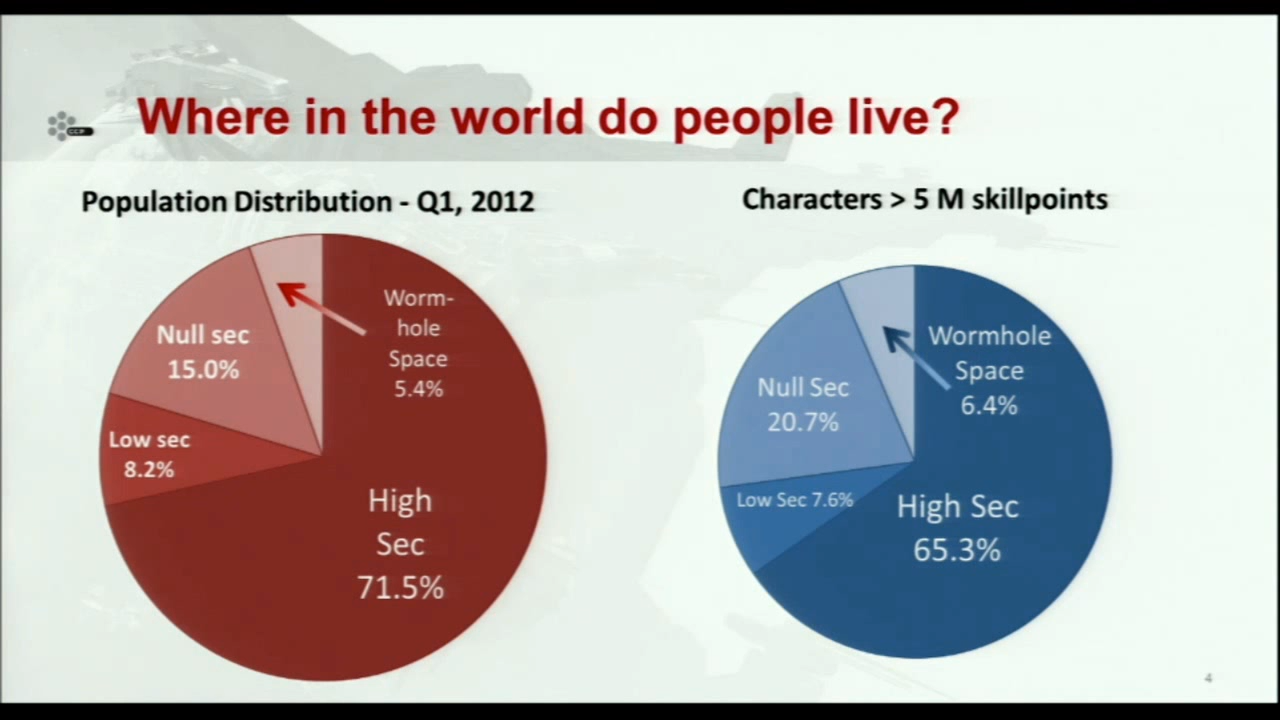 Where in the world do people live?
CCP
Population Distribution - Q1, 2012
Worm-
hole
Space
5.4%
Null sec
15.0%
Low sec
8.2%
High
Sec
71.5%
Characters > 5 M skillpoints
Wormhole
Space
6.4%
Null Sec
20.7%
Low Sec 7.6%
High Sec
65.3%
4